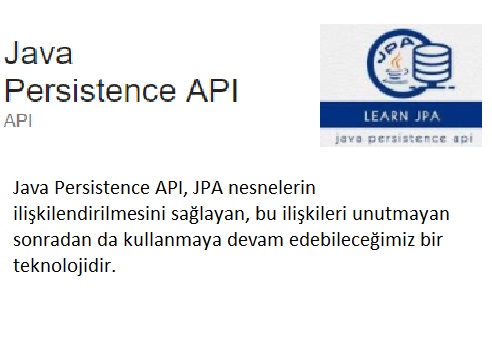 Java
Persistence API
API
JPA
LEARN JPA
java persistence api
Java Persistence API, JPA nesnelerin
ilişkilendirilmesini sağlayan, bu ilişkileri unutmayan
sonradan da kullanmaya devam edebileceğimiz bir
teknolojidir.